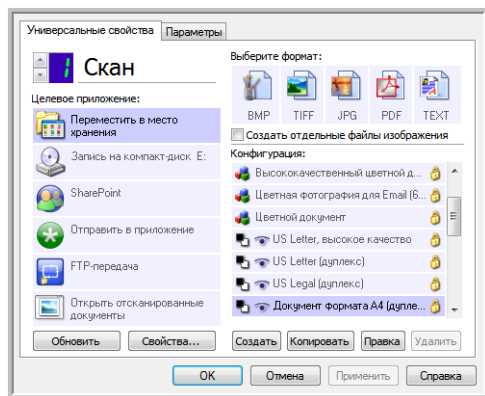 Универсальные свойства Параметры
1 Скан
Целевое приложение:
Переместить в место
хранения
Запись на компакт-диск E:
SharePoint
Отправить в приложение
FTP-передача
Открыть отсканированные
документы
Обновить Свойства...
Выберите формат:
BMP TIFF JPG PDF TEXT
Создать отдельные файлы изображения
Конфигурация:
Высококачественный цветной д...
Цветная фотография для Email (6...
Цветной документ
US Letter, высокое качество
US Letter (дуплекс)
US Legal (дуплекс)
Документ формата A4 (дупле...
Создать Копировать Правка Удалить
OK Отмена Применить Справка